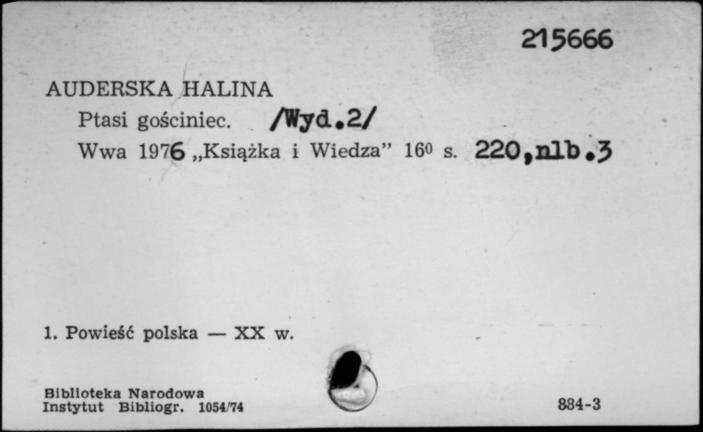 215666
AUDERSKA HALINA
Ptasi gościniec. /Wyd.2/
Wwa 1976 „Książka i Wiedza” 16⁰ s. 220,nlb.3
1. Powieść polska — XX w.
Biblioteka Narodowa
Instytut Bibliogr. 1054/74
884-3